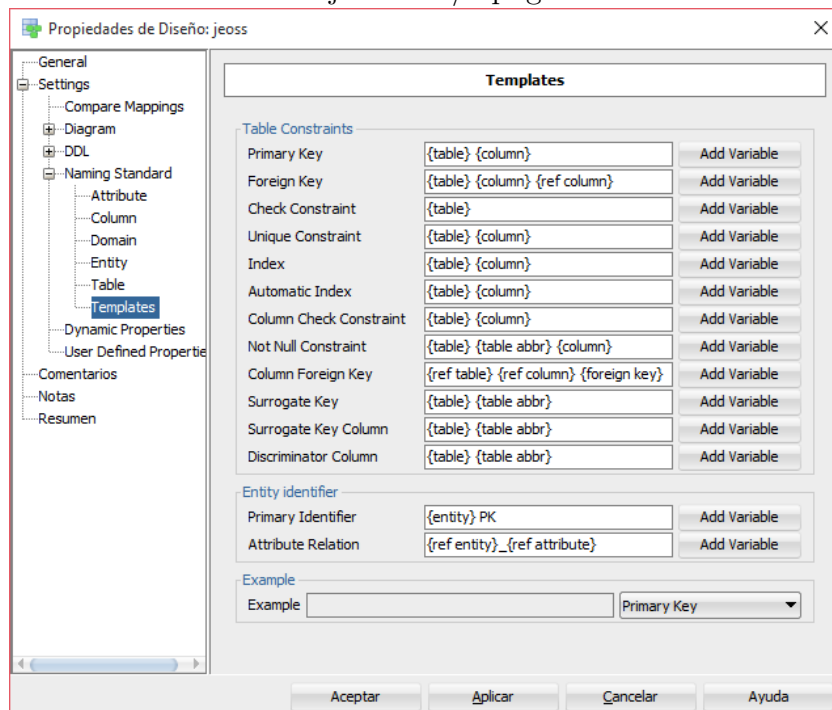 Propiedades de Diseño: jeoss
General
Settings
Compare Mappings
Diagram
DDL
Naming Standard
Attribute
Column
Domain
Entity
Table
Templates
Dynamic Properties
User Defined Propertie
Comentarios
Notas
Resumen
Templates
Table Constraints
Primary Key {table} {column} Add Variable
Foreign Key {table} {column} {ref column} Add Variable
Check Constraint {table} Add Variable
Unique Constraint {table} {column} Add Variable
Index {table} {column} Add Variable
Automatic Index {table} {column} Add Variable
Column Check Constraint {table} {column} Add Variable
Not Null Constraint {table} {table abbr} {column} Add Variable
Column Foreign Key {ref table} {ref column} {foreign key} Add Variable
Surrogate Key {table} {table abbr} Add Variable
Surrogate Key Column {table} {table abbr} Add Variable
Discriminator Column {table} {table abbr} Add Variable
Entity identifier
Primary Identifier {entity} PK Add Variable
Attribute Relation {ref entity}_{ref attribute} Add Variable
Example
Example Primary Key
Aceptar Aplicar Cancelar Ayuda